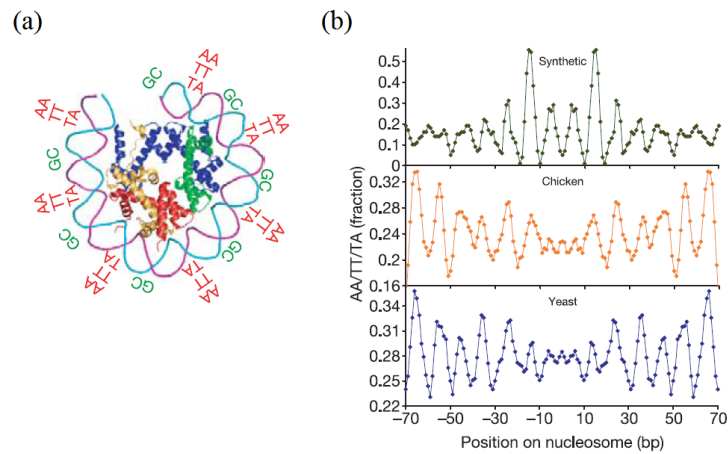 (a)
AA
TT
TA
GC
GC
AA
TT
TA
GC
AA
TT
TA
GC
AA
TT
TA
GC
AA
TT
TA
GC
AA
TT
TA
GC
AA
TT
TA
(b)
Synthetic
0.5
0.4
0.3
0.2
0.1
0
Chicken
0.32
0.28
0.24
0.2
0.16
Yeast
0.34
0.31
0.28
0.25
0.22
AA/TT/TA (fraction)
–70 –50 –30 –10 10 30 50 70
Position on nucleosome (bp)